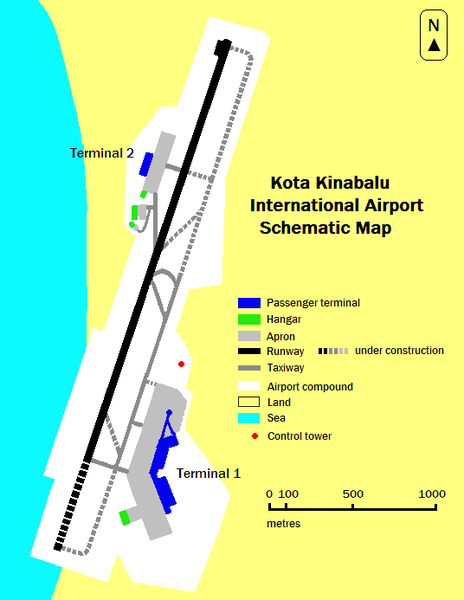 N
Terminal 2
Kota Kinabalu
International Airport
Schematic Map
Passenger terminal
Hangar
Apron
Runway
under construction
Taxiway
Airport compound
Land
Sea
Control tower
Terminal 1
0 100 500 1000
metres